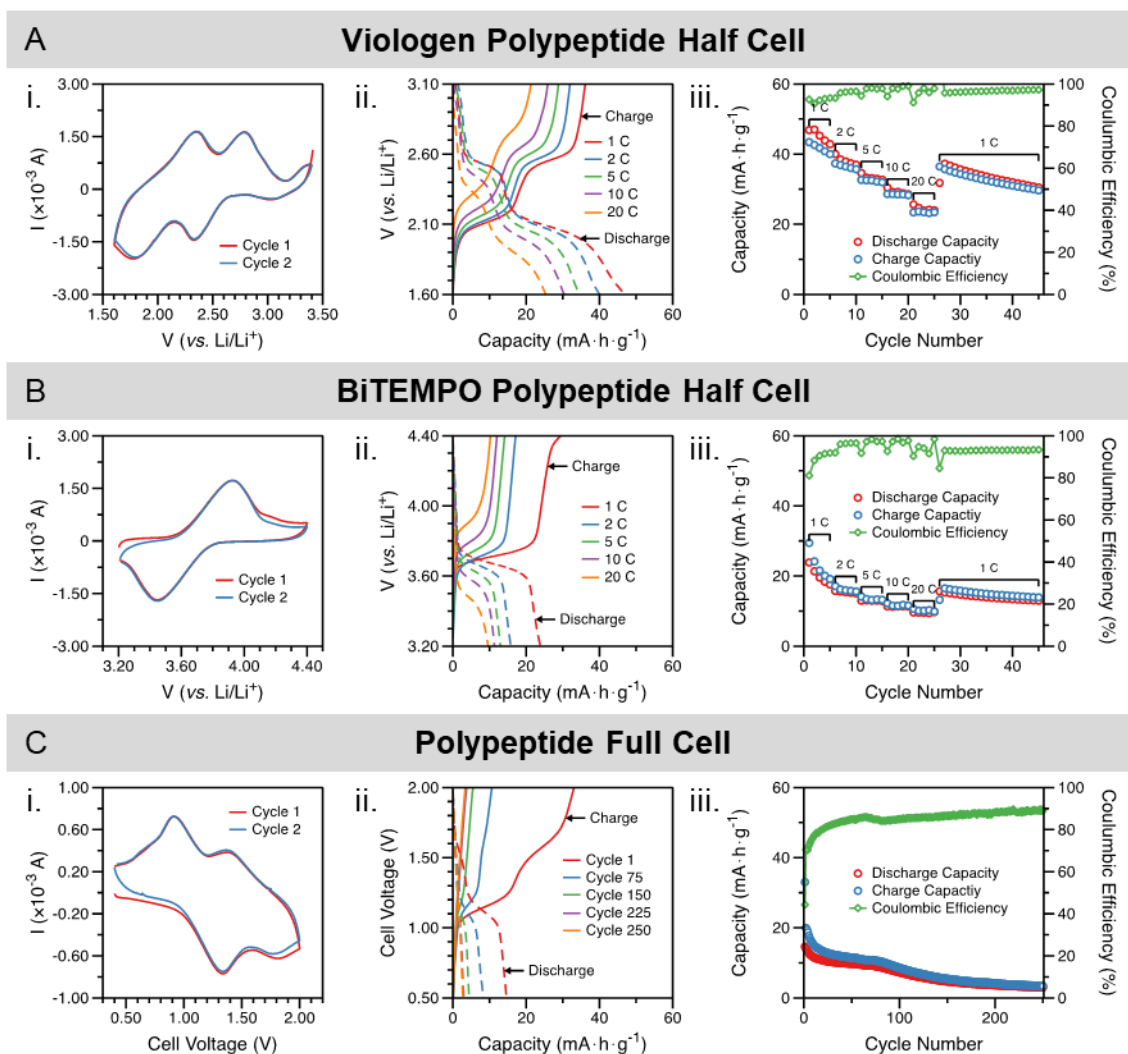 A Viologen Polypeptide Half Cell
i.
3.00
1.50
0
-1.50
-3.00
I (×10⁻³ A)
Cycle 1
Cycle 2
1.50 2.00 2.50 3.00 3.50
V (vs. Li/Li⁺)
ii.
3.10
2.60
2.10
1.60
V (vs. Li/Li⁺)
Charge
1 C
2 C
5 C
10 C
20 C
Discharge
0 20 40 60
Capacity (mA·h·g⁻¹)
iii.
60
40
20
0
Capacity (mA·h·g⁻¹)
1 C
2 C
5 C
10 C
20 C
1 C
Discharge Capacity
Charge Capactiy
Coulombic Efficiency
100
80
60
40
20
0
Coulumbic Efficiency (%)
0 20 40
Cycle Number
B BiTEMPO Polypeptide Half Cell
i.
3.00
1.50
0
-1.50
-3.00
I (×10⁻³ A)
Cycle 1
Cycle 2
3.20 3.60 4.00 4.40
V (vs. Li/Li⁺)
ii.
4.40
4.00
3.60
3.20
V (vs. Li/Li⁺)
Charge
1 C
2 C
5 C
10 C
20 C
Discharge
0 20 40 60
Capacity (mA·h·g⁻¹)
iii.
60
40
20
0
Capacity (mA·h·g⁻¹)
Discharge Capacity
Charge Capactiy
Coulombic Efficiency
1 C
2 C
5 C
10 C
20 C
1 C
100
80
60
40
20
0
Coulumbic Efficiency (%)
0 20 40
Cycle Number
C Polypeptide Full Cell
i.
1.00
0.60
0.20
-0.20
-0.60
-1.00
I (×10⁻³ A)
Cycle 1
Cycle 2
0.50 1.00 1.50 2.00
Cell Voltage (V)
ii.
2.00
1.50
1.00
0.50
Cell Voltage (V)
Charge
Cycle 1
Cycle 75
Cycle 150
Cycle 225
Cycle 250
Discharge
0 20 40 60
Capacity (mA·h·g⁻¹)
iii.
60
40
20
0
Capacity (mA·h·g⁻¹)
Discharge Capacity
Charge Capactiy
Coulombic Efficiency
100
80
60
40
20
0
Coulumbic Efficiency (%)
0 100 200
Cycle Number